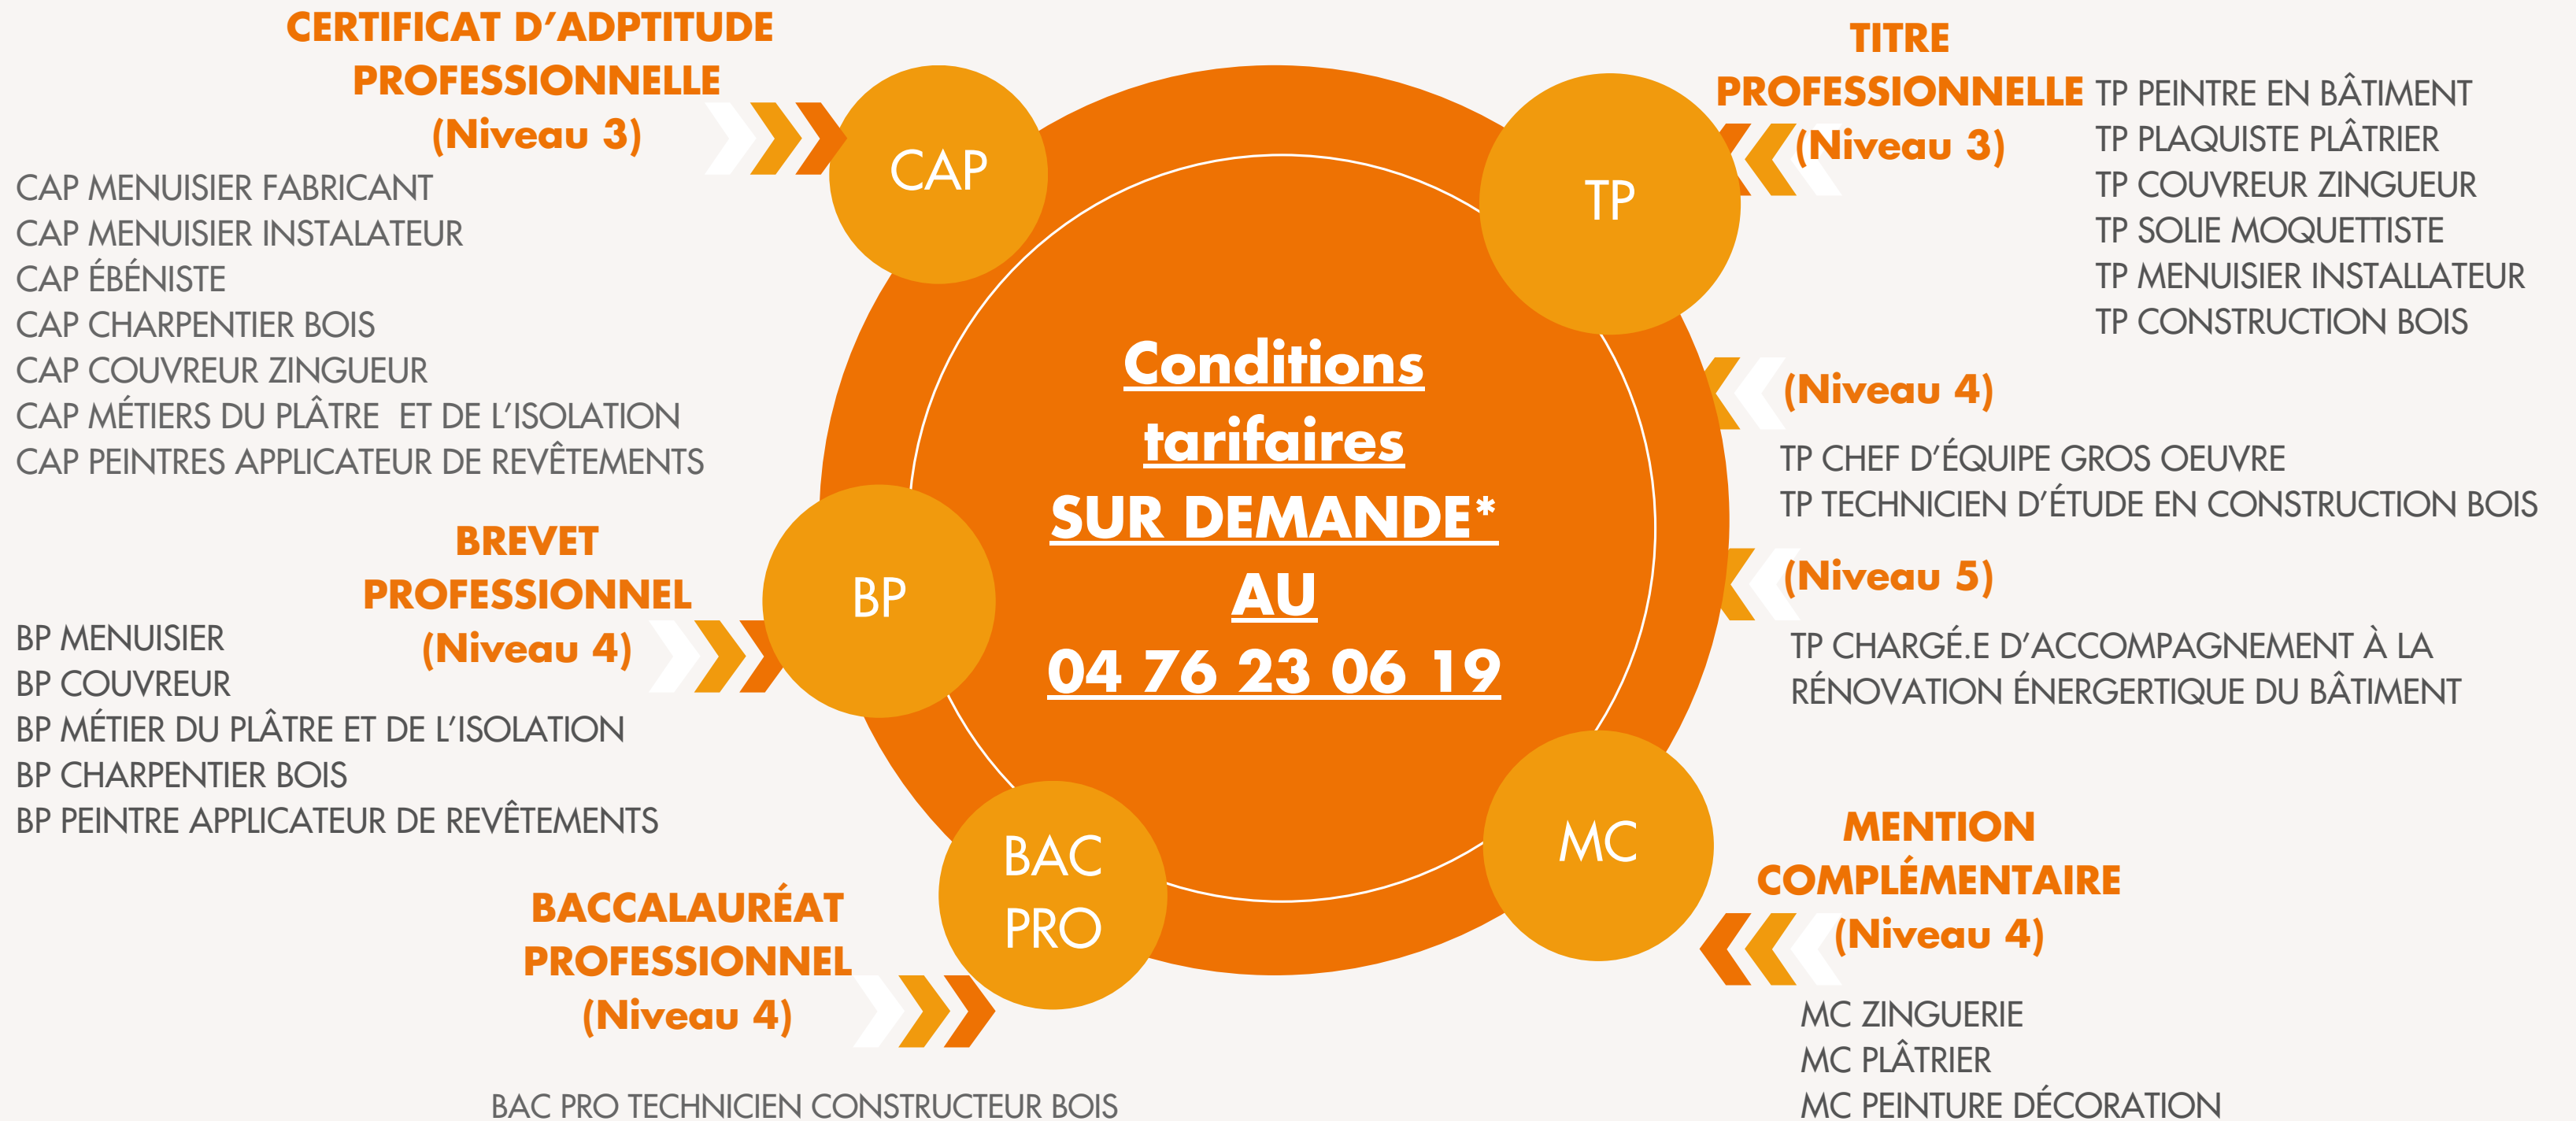 CERTIFICAT D'ADPTITUDE
PROFESSIONNELLE
(Niveau 3)
CAP MENUISIER FABRICANT
CAP MENUISIER INSTALATEUR
CAP ÉBÉNISTE
CAP CHARPENTIER BOIS
CAP COUVREUR ZINGUEUR
CAP MÉTIERS DU PLÂTRE  ET DE L'ISOLATION
CAP PEINTRES APPLICATEUR DE REVÊTEMENTS
BREVET
PROFESSIONNEL
(Niveau 4)
BP MENUISIER
BP COUVREUR
BP MÉTIER DU PLÂTRE ET DE L'ISOLATION
BP CHARPENTIER BOIS
BP PEINTRE APPLICATEUR DE REVÊTEMENTS
BACCALAURÉAT
PROFESSIONNEL
(Niveau 4)
BAC PRO TECHNICIEN CONSTRUCTEUR BOIS
CAP
BP
BAC
PRO
Conditions
tarifaires
SUR DEMANDE*
AU
04 76 23 06 19
TP
MC
TITRE
PROFESSIONNELLE
(Niveau 3)
TP PEINTRE EN BÂTIMENT
TP PLAQUISTE PLÂTRIER
TP COUVREUR ZINGUEUR
TP SOLIE MOQUETTISTE
TP MENUISIER INSTALLATEUR
TP CONSTRUCTION BOIS
(Niveau 4)
TP CHEF D'ÉQUIPE GROS OEUVRE
TP TECHNICIEN D'ÉTUDE EN CONSTRUCTION BOIS
(Niveau 5)
TP CHARGÉ.E D'ACCOMPAGNEMENT À LA
RÉNOVATION ÉNERGERTIQUE DU BÂTIMENT
MENTION
COMPLÉMENTAIRE
(Niveau 4)
MC ZINGUERIE
MC PLÂTRIER
MC PEINTURE DÉCORATION